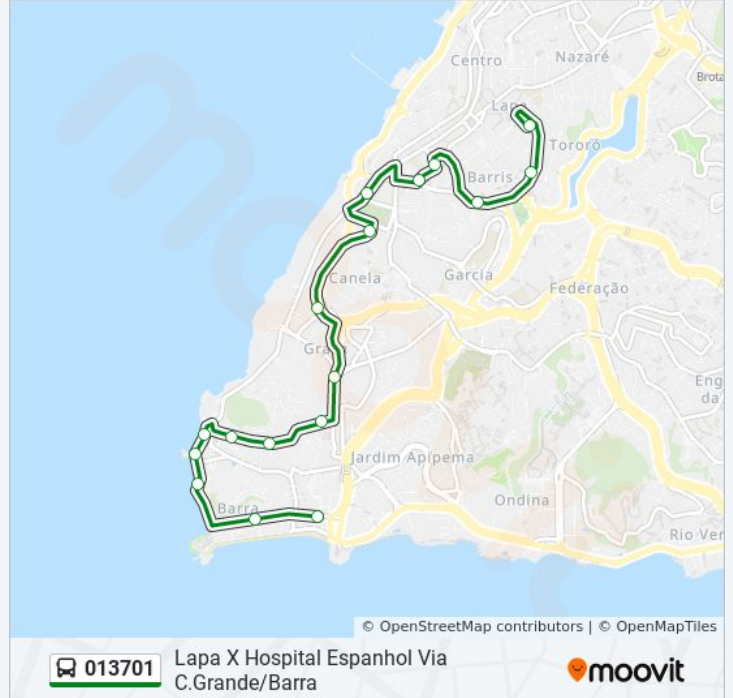 Centro
Nazaré
Brota
Lapa
Tororó
Barris
Canela
Garcia
Federação
Graça
Eng
da
Jardim Apipema
Ondina
Barra
Rio Ver
© OpenStreetMap contributors | © OpenMapTiles
013701
Lapa X Hospital Espanhol Via
C.Grande/Barra
moovit